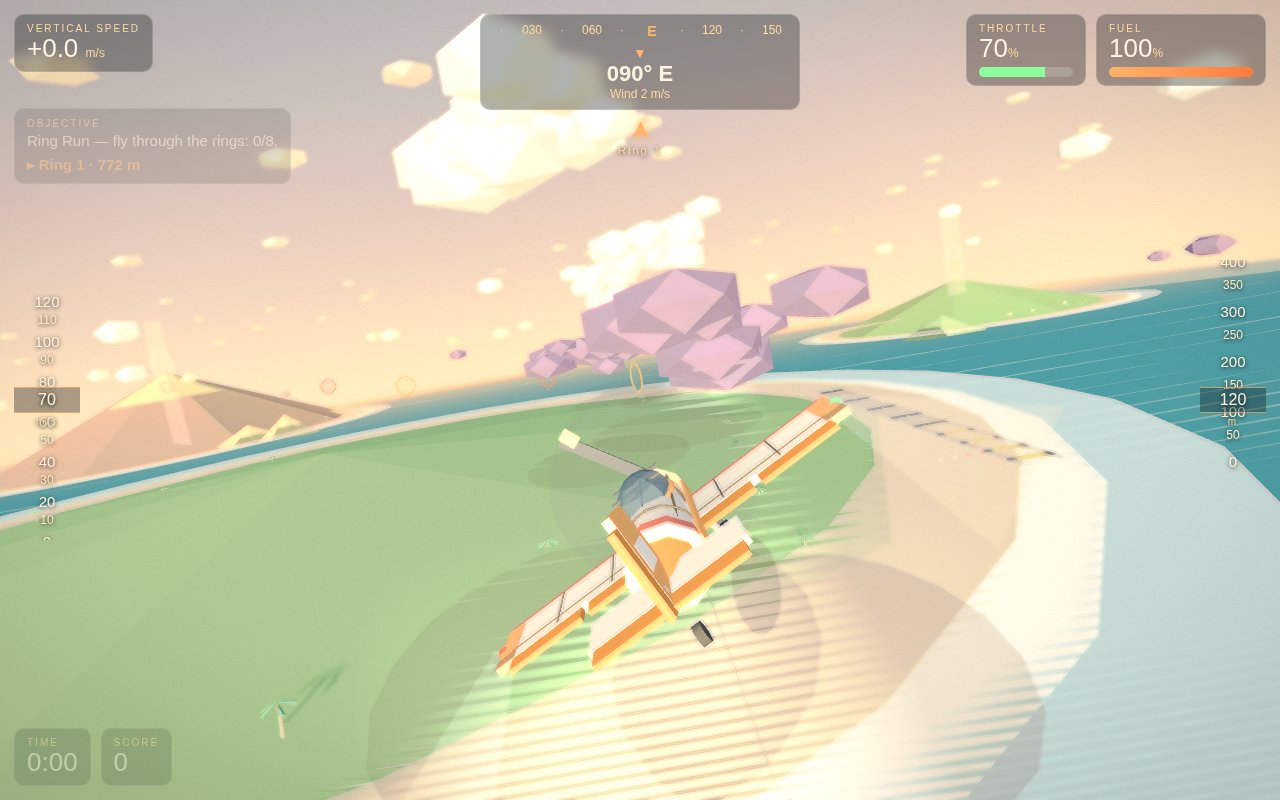 VERTICAL SPEED
+0.0 m/s
· 030 · 060 · E · 120 · 150
090° E
Wind 2 m/s
THROTTLE
70%
FUEL
100%
OBJECTIVE
Ring Run — fly through the rings: 0/8.
▸ Ring 1 · 772 m
Ring 1
120
110
100
90
80
70
60
50
40
30
20
10
0
400
350
300
250
200
150
120
100
m
50
0
TIME
0:00
SCORE
0